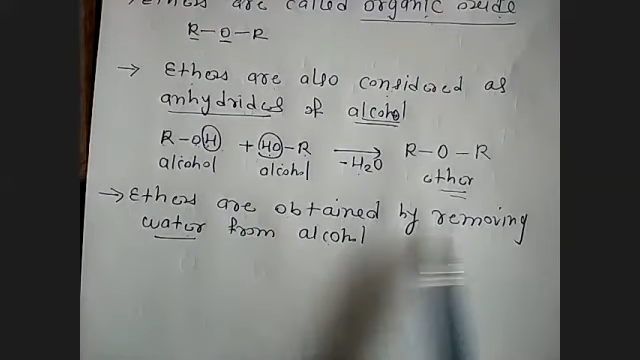 Ethers are called organic oxide
R-O-R
→ Ethers are also considered as
anhydrides of alcohol
R-OH + HO-R → R-O-R
-H₂O
alcohol alcohol ether
→ Ethers are obtained by removing
water from alcohol